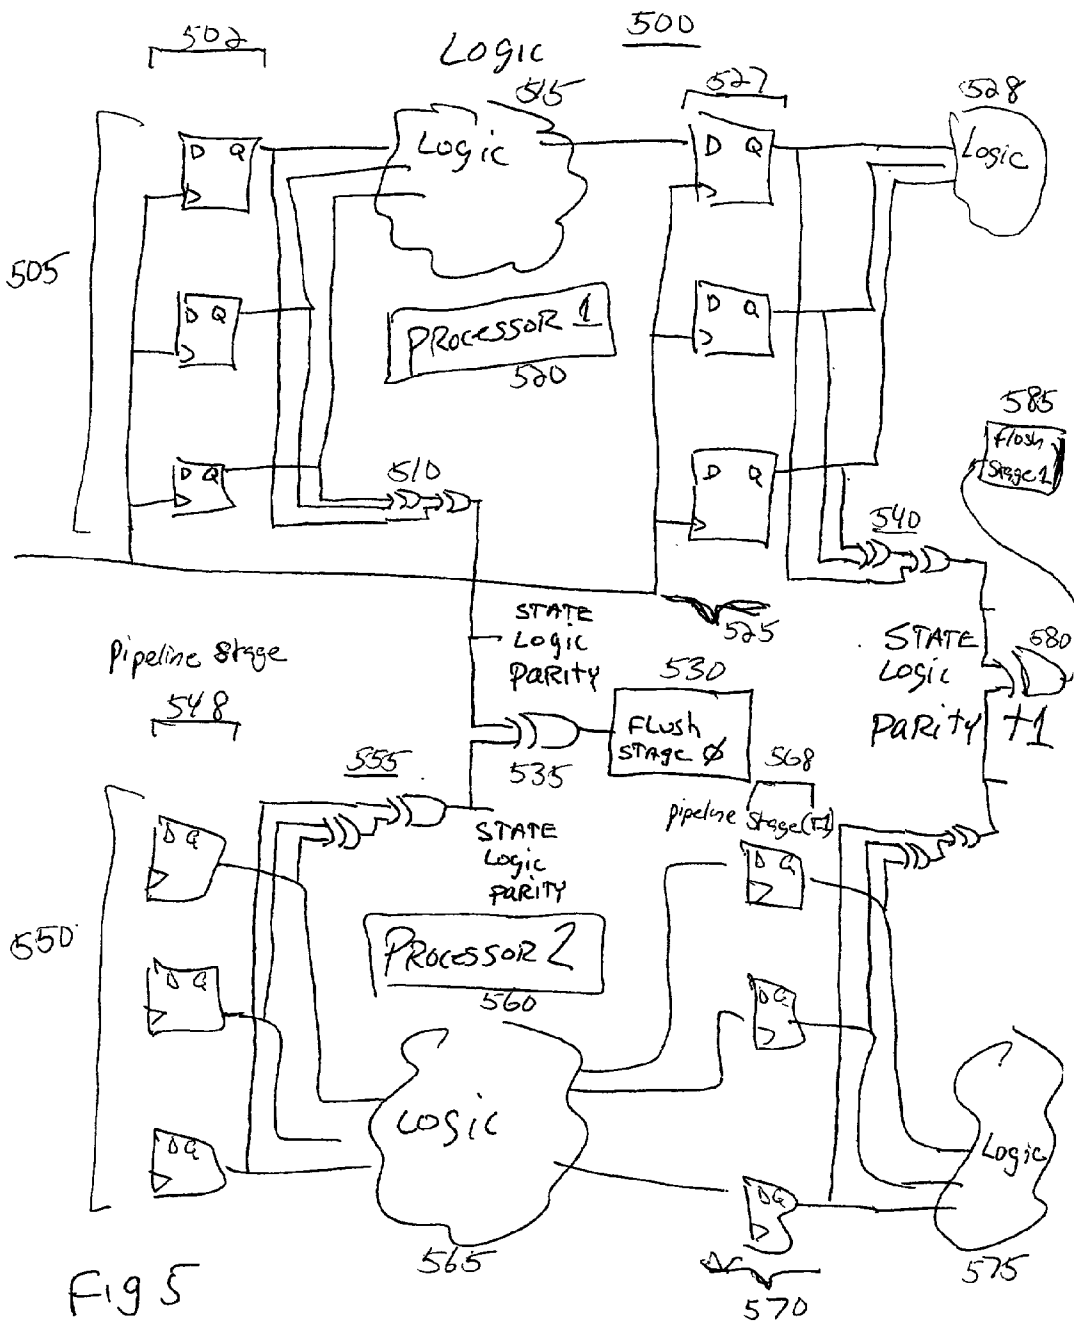 502
500
Logic
515
527
528
D Q
Logic
D Q
Logic
505
D Q
PROCESSOR 1
520
D Q
585
Flush
Stage 1
D Q
510
D Q
540
STATE
Logic
PARITY
525
STATE
Logic
PARITY +1
580
Pipeline Stage
548
530
FLUSH
STAGE 0
535
568
555
pipeline Stage(T+1)
STATE
Logic
PARITY
D Q
D Q
550
PROCESSOR 2
560
D Q
D Q
Logic
565
D Q
D Q
Logic
575
570
Fig 5